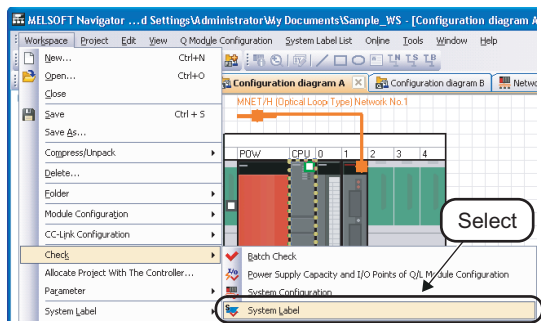 MELSOFT Navigator ...d Settings\Administrator\My Documents\Sample_WS - [Configuration diagram A
Workspace Project Edit View Q Module Configuration System Label List Online Tools Window Help
New... Ctrl+N
Open... Ctrl+O
Close
Save Ctrl + S
Save As...
Compress/Unpack
Delete...
Folder
Module Configuration
CC-Link Configuration
Check
Allocate Project With The Controller...
Parameter
System Label
Configuration diagram A Configuration diagram B Netwo
MNET/H (Optical Loop Type) Network No.1
POW CPU 0 1 2 3 4
Select
Batch Check
Power Supply Capacity and I/O Points of Q/L Module Configuration
System Configuration
System Label